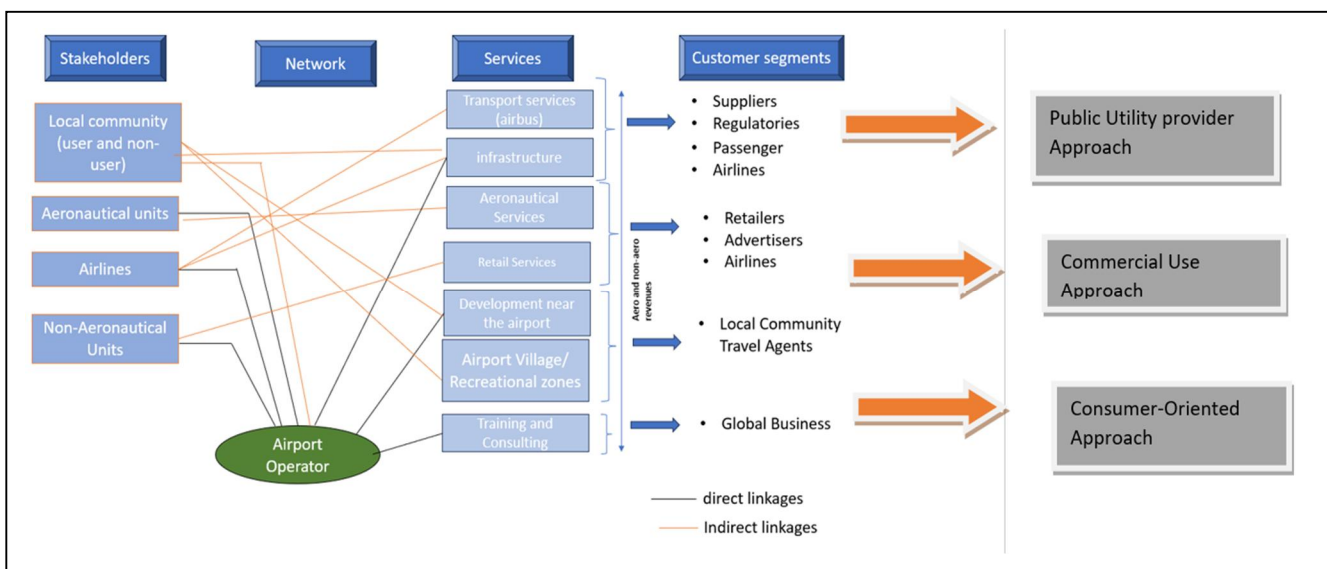 Stakeholders
Network
Services
Customer segments
Local community
(user and non-
user)
Aeronautical units
Airlines
Non-Aeronautical
Units
Airport
Operator
Transport services
(airbus)
infrastructure
Aeronautical
Services
Retail Services
Development near
the airport
Airport Village/
Recreational zones
Training and
Consulting
Aero and non-aero
revenues
• Suppliers
• Regulatories
• Passenger
• Airlines
• Retailers
• Advertisers
• Airlines
• Local Community
Travel Agents
• Global Business
direct linkages
Indirect linkages
Public Utility provider
Approach
Commercial Use
Approach
Consumer-Oriented
Approach